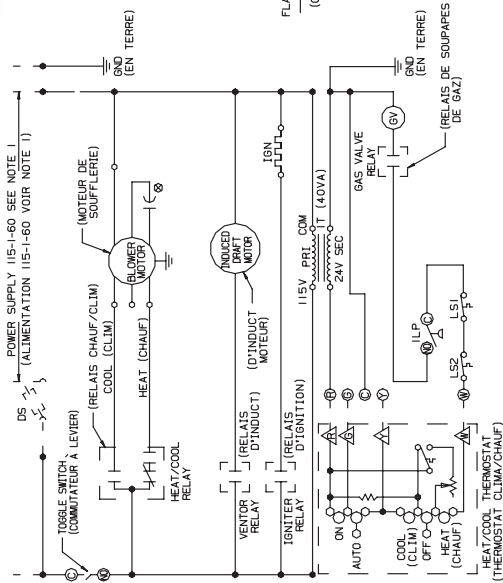 POWER SUPPLY 115-1-60 SEE NOTE 1
(ALIMENTATION 115-1-60 VOIR NOTE 1)
DS
TOGGLE SWITCH
(COMMUTATEUR À LEVIER)
C
NO
GND
(EN TERRE)
(RELAIS CHAUF/CLIM)
COOL (CLIM)
HEAT (CHAUF)
HEAT/COOL
RELAY
(MOTEUR DE
SOUFFLERIE)
BLOWER
MOTOR
VENTOR
RELAY
(RELAIS
D'INDUCT)
INDUCED
DRAFT
MOTOR
(D'INDUCT
MOTEUR)
IGNITER
RELAY
(RELAIS
D'IGNITION)
IGN
115V PRI COM
1T (40VA)
24V SEC
GND
(EN TERRE)
R
G
C
Y
W
R
G
Y
W
ON
AUTO
COOL
(CLIM)
OFF
HEAT
(CHAUF)
HEAT/COOL THERMOSTAT
(THERMOSTAT CLIMA/CHAUF)
GAS VALVE
RELAY
GV
(RELAIS DE SOUPAPES
DE GAZ)
ILP
NO
C
LS2
LS1
FLA